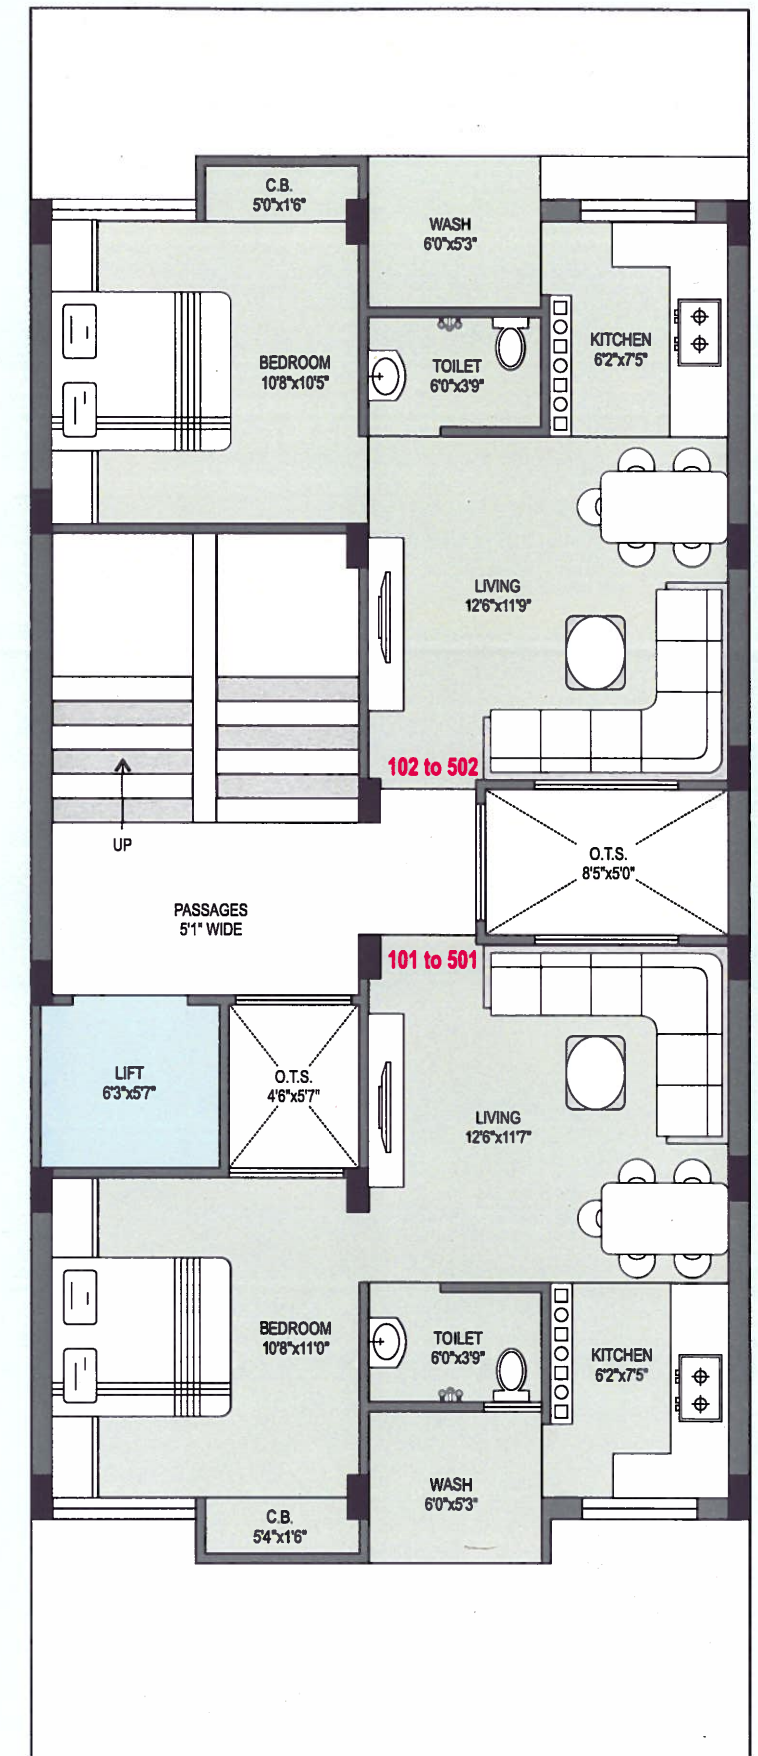 C.B.
5'0"x1'6"
WASH
6'0"x5'3"
BEDROOM
10'8"x10'5"
TOILET
6'0"x3'9"
KITCHEN
6'2"x7'5"
LIVING
12'6"x11'9"
102 to 502
UP
O.T.S.
8'5"x5'0"
PASSAGES
5'1" WIDE
101 to 501
LIFT
6'3"x5'7"
O.T.S.
4'6"x5'7"
LIVING
12'6"x11'7"
BEDROOM
10'8"x11'0"
TOILET
6'0"x3'9"
KITCHEN
6'2"x7'5"
WASH
6'0"x5'3"
C.B.
5'4"x1'6"